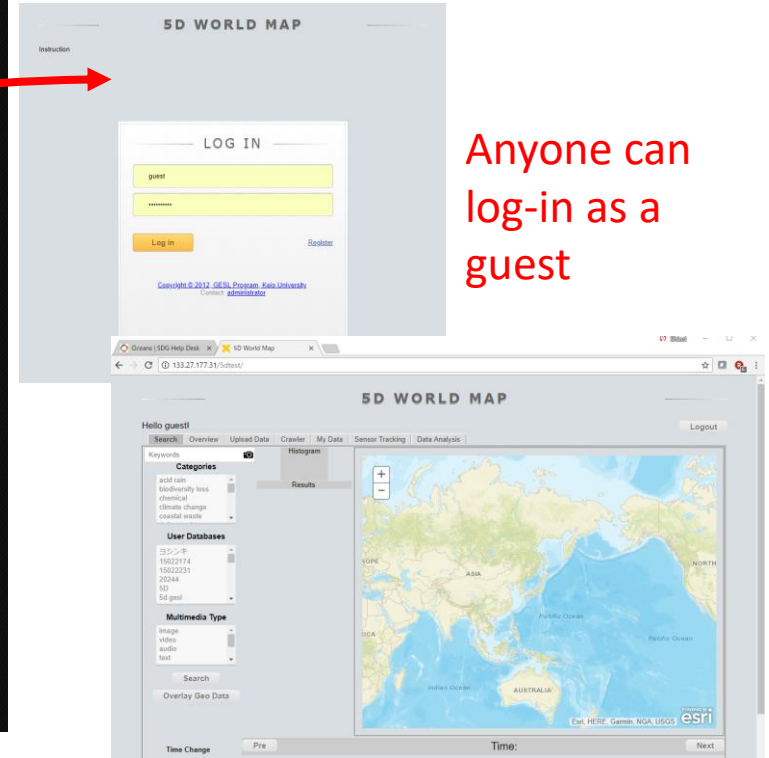 5D WORLD MAP
Instruction
LOG IN
guest
••••••••••
Log in
Register
Copyright © 2012, GESL Program, Keio University
Contact: administrator
Anyone can
log-in as a
guest
Oceans | SDG Help Desk
5D World Map
133.27.177.31/5dtest/
5D WORLD MAP
Hello guest!
Logout
Search Overview Upload Data Crawler My Data Sensor Tracking Data Analysis
Keywords
Histogram
Results
Categories
acid rain
biodiversity loss
chemical
climate change
coastal waste
User Databases
ヨシンキ
15022174
15022231
20244
5D
5d gesl
Multimedia Type
image
video
audio
text
Search
Overlay Geo Data
+
−
OPE
ASIA
NORTH
Pacific Ocean
Pacific Ocean
ICA
Indian Ocean
AUSTRALIA
Esri, HERE, Garmin, NGA, USGS
esri
Time Change
Pre
Time:
Next